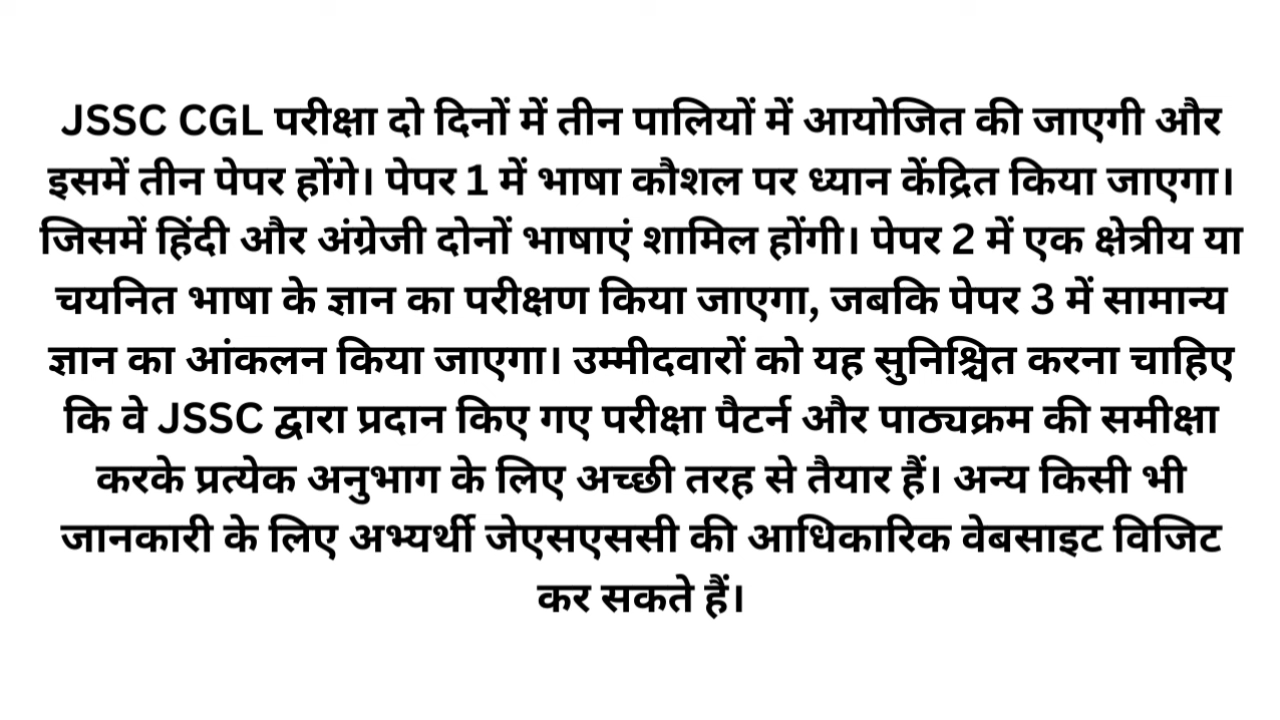 JSSC CGL परीक्षा दो दिनों में तीन पालियों में आयोजित की जाएगी और
इसमें तीन पेपर होंगे। पेपर 1 में भाषा कौशल पर ध्यान केंद्रित किया जाएगा।
जिसमें हिंदी और अंग्रेजी दोनों भाषाएं शामिल होंगी। पेपर 2 में एक क्षेत्रीय या
चयनित भाषा के ज्ञान का परीक्षण किया जाएगा, जबकि पेपर 3 में सामान्य
ज्ञान का आंकलन किया जाएगा। उम्मीदवारों को यह सुनिश्चित करना चाहिए
कि वे JSSC द्वारा प्रदान किए गए परीक्षा पैटर्न और पाठ्यक्रम की समीक्षा
करके प्रत्येक अनुभाग के लिए अच्छी तरह से तैयार हैं। अन्य किसी भी
जानकारी के लिए अभ्यर्थी जेएसएससी की आधिकारिक वेबसाइट विजिट
कर सकते हैं।